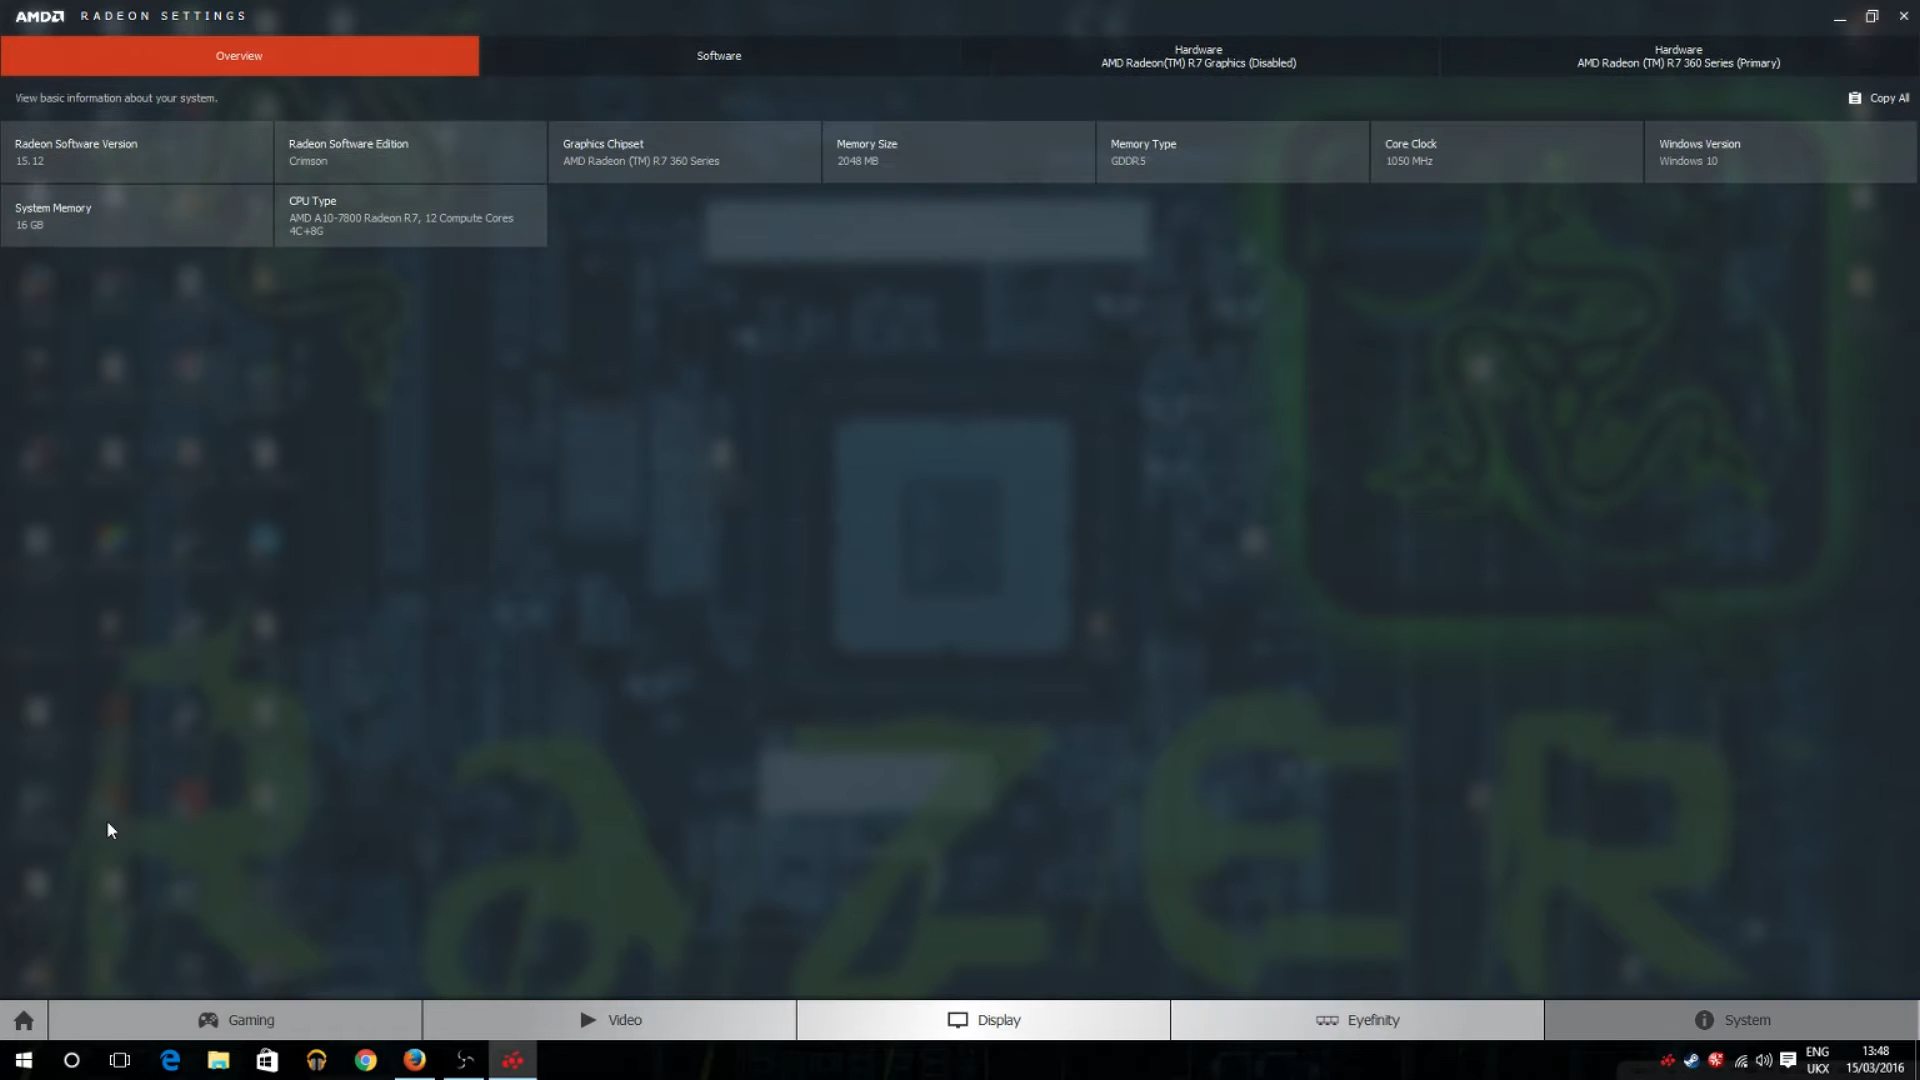 AMD RADEON SETTINGS
Overview
Software
Hardware
AMD Radeon(TM) R7 Graphics (Disabled)
Hardware
AMD Radeon (TM) R7 360 Series (Primary)
View basic information about your system.
Copy All
Radeon Software Version
15.12
Radeon Software Edition
Crimson
Graphics Chipset
AMD Radeon (TM) R7 360 Series
Memory Size
2048 MB
Memory Type
GDDR5
Core Clock
1050 MHz
Windows Version
Windows 10
System Memory
16 GB
CPU Type
AMD A10-7800 Radeon R7, 12 Compute Cores
4C+8G
RaZER
Gaming
Video
Display
Eyefinity
System
ENG
UKX
13:48
15/03/2016